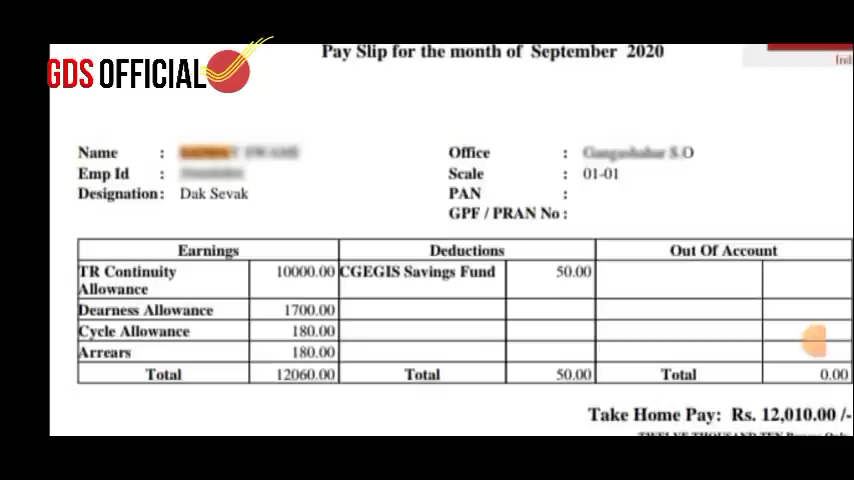 GDS OFFICIAL
Pay Slip for the month of September 2020
Ind
Name :
Office :
Emp Id :
Scale : 01-01
Designation : Dak Sevak
PAN :
GPF / PRAN No :
Earnings Deductions Out Of Account
TR Continuity Allowance 10000.00 CGEGIS Savings Fund 50.00
Dearness Allowance 1700.00
Cycle Allowance 180.00
Arrears 180.00
Total 12060.00 Total 50.00 Total 0.00
Take Home Pay: Rs. 12,010.00 /-